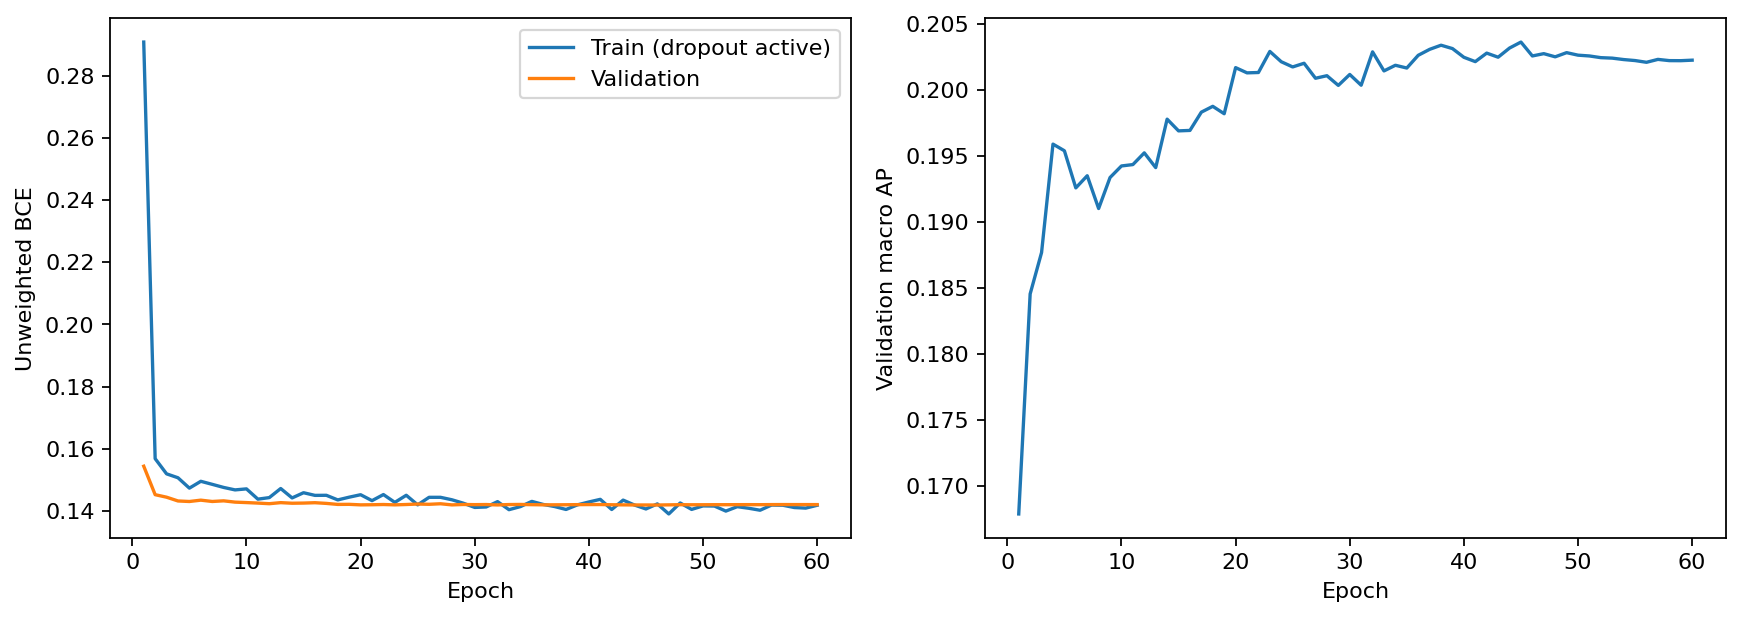 Unweighted BCE
0.28
0.26
0.24
0.22
0.20
0.18
0.16
0.14
Train (dropout active)
Validation
0 10 20 30 40 50 60
Epoch
Validation macro AP
0.205
0.200
0.195
0.190
0.185
0.180
0.175
0.170
0 10 20 30 40 50 60
Epoch